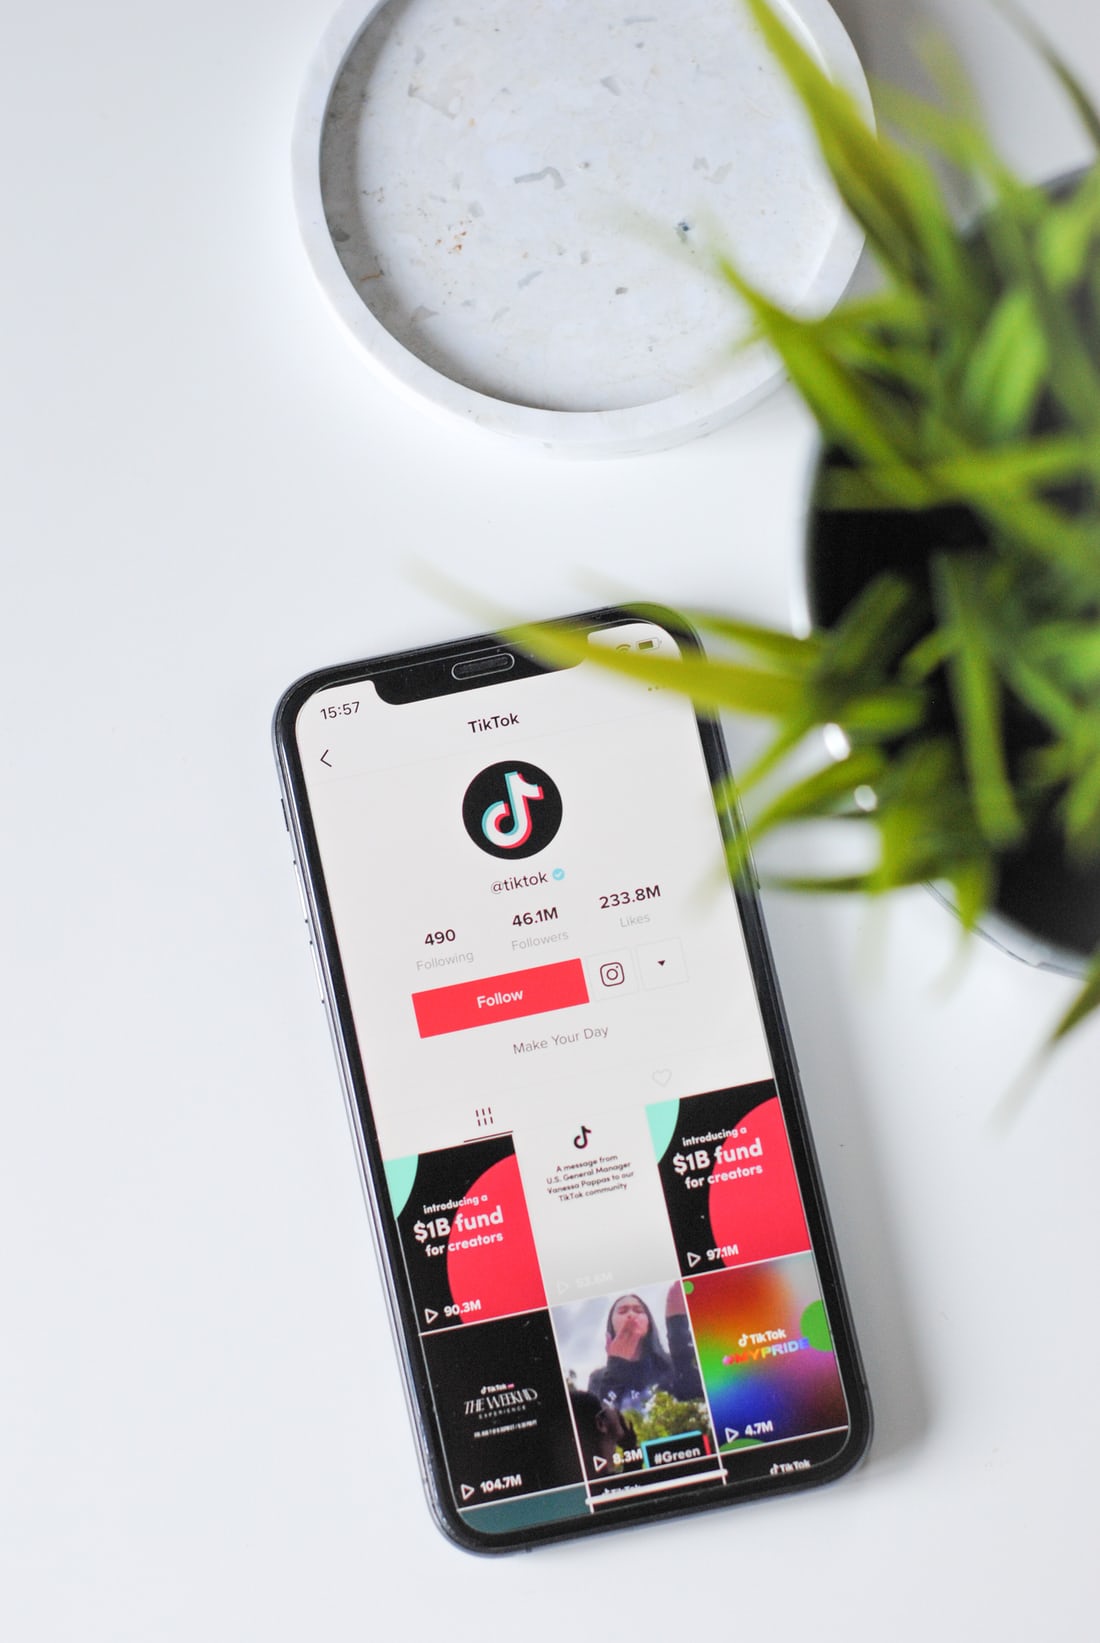 15:57
TikTok
@tiktok
490
Following
46.1M
Followers
233.8M
Likes
Follow
Make Your Day
introducing a
$1B fund
for creators
90.3M
A message from
U.S. General Manager
Vanessa Pappas to our
TikTok community
introducing a
$1B fund
for creators
97.1M
TikTok
THE WEEKND
EXPERIENCE
104.7M
8.3M
#Green
TikTok
#MYPRIDE
4.7M
TikTok
TikTok